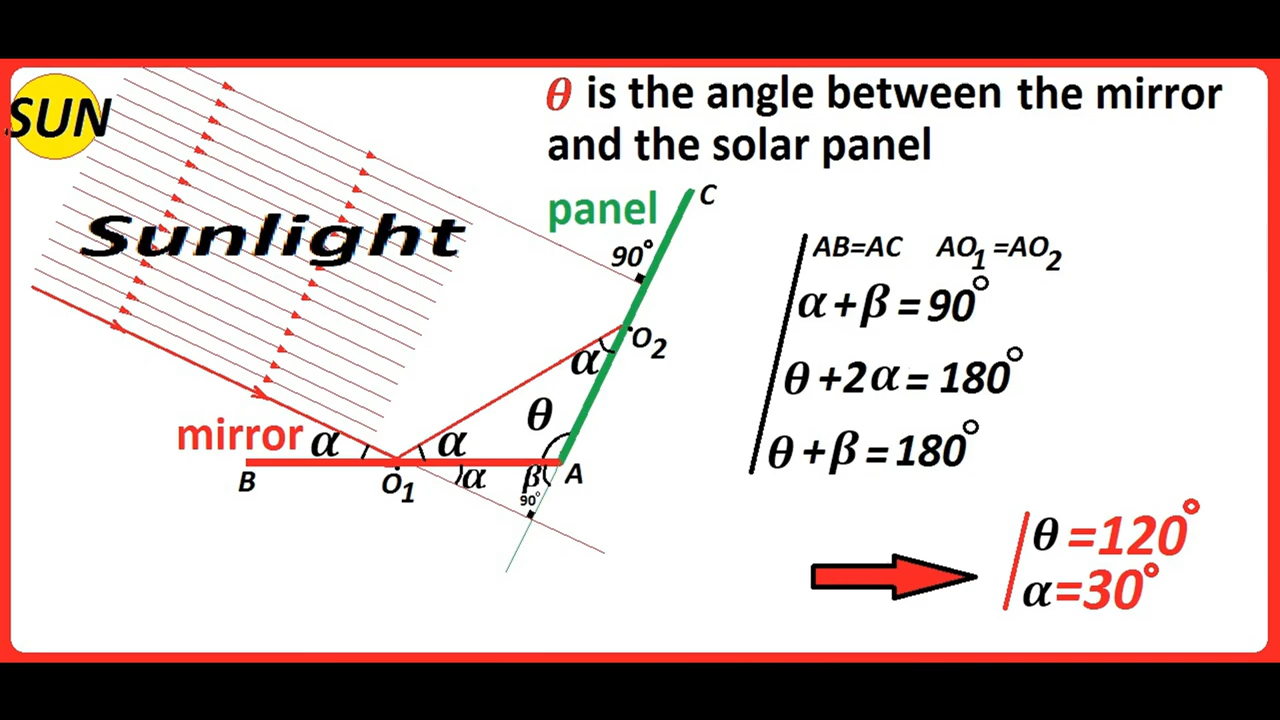 θ is the angle between the mirror
and the solar panel
SUN
Sunlight
panel
C
90°
O2
α
θ
mirror
α
α
B
O1
α
β
A
90°
AB=AC AO1=AO2
α+β=90°
θ+2α=180°
θ+β=180°
θ=120°
α=30°